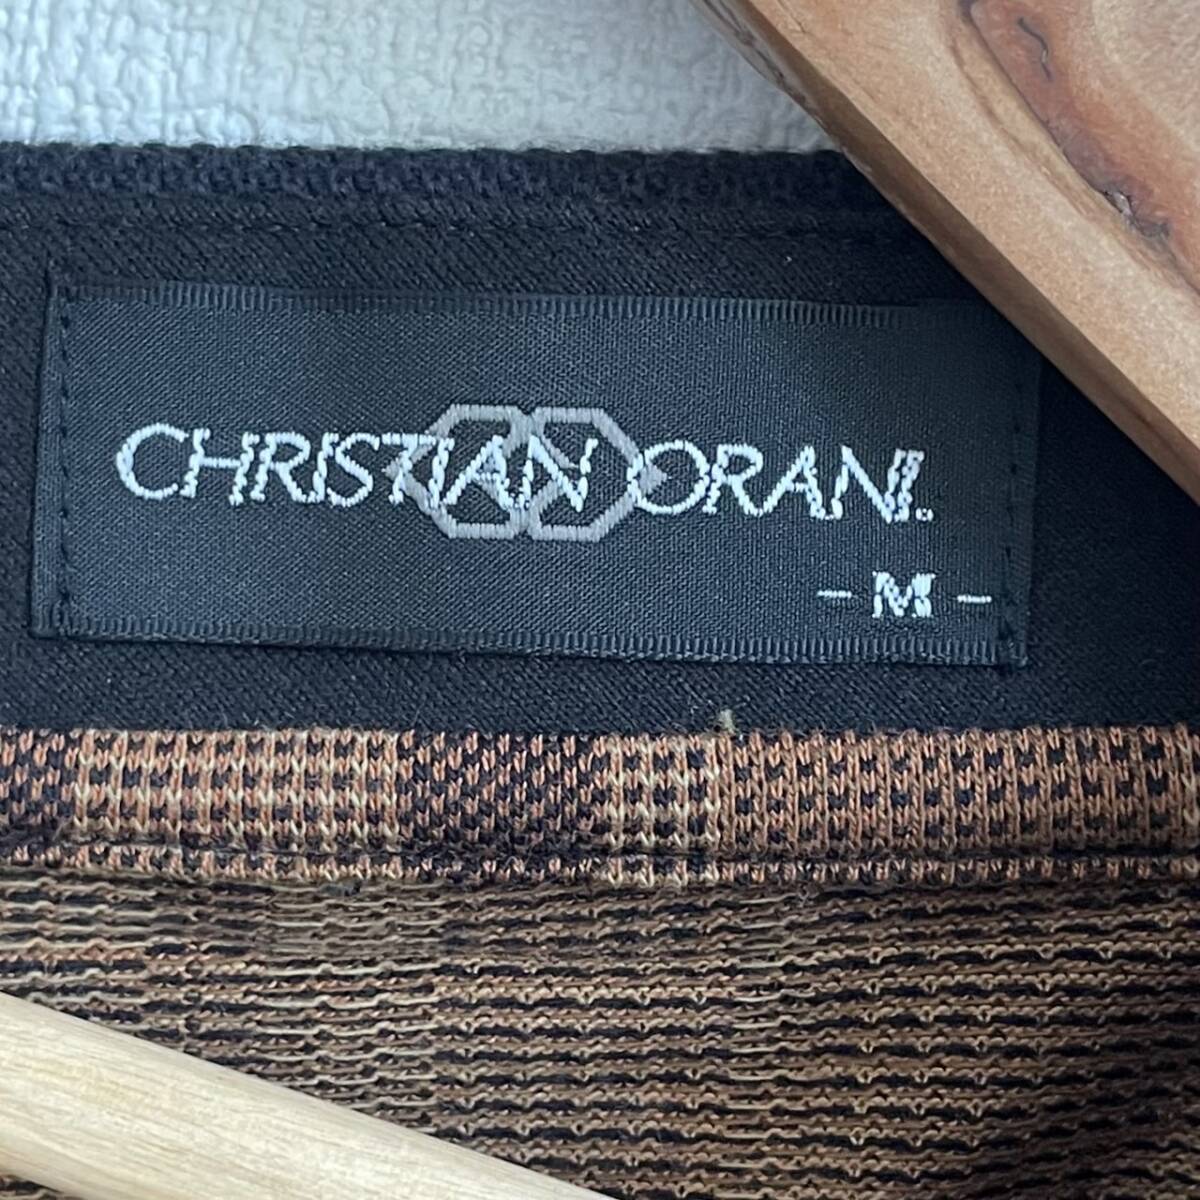 CHRISTIAN ORANI.
- M -